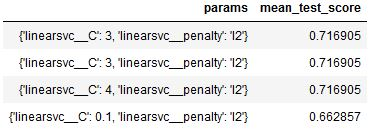 params mean_test_score
{'linearsvc__C': 3, 'linearsvc__penalty': 'l2'} 0.716905
{'linearsvc__C': 3, 'linearsvc__penalty': 'l2'} 0.716905
{'linearsvc__C': 4, 'linearsvc__penalty': 'l2'} 0.716905
{'linearsvc__C': 0.1, 'linearsvc__penalty': 'l2'} 0.662857